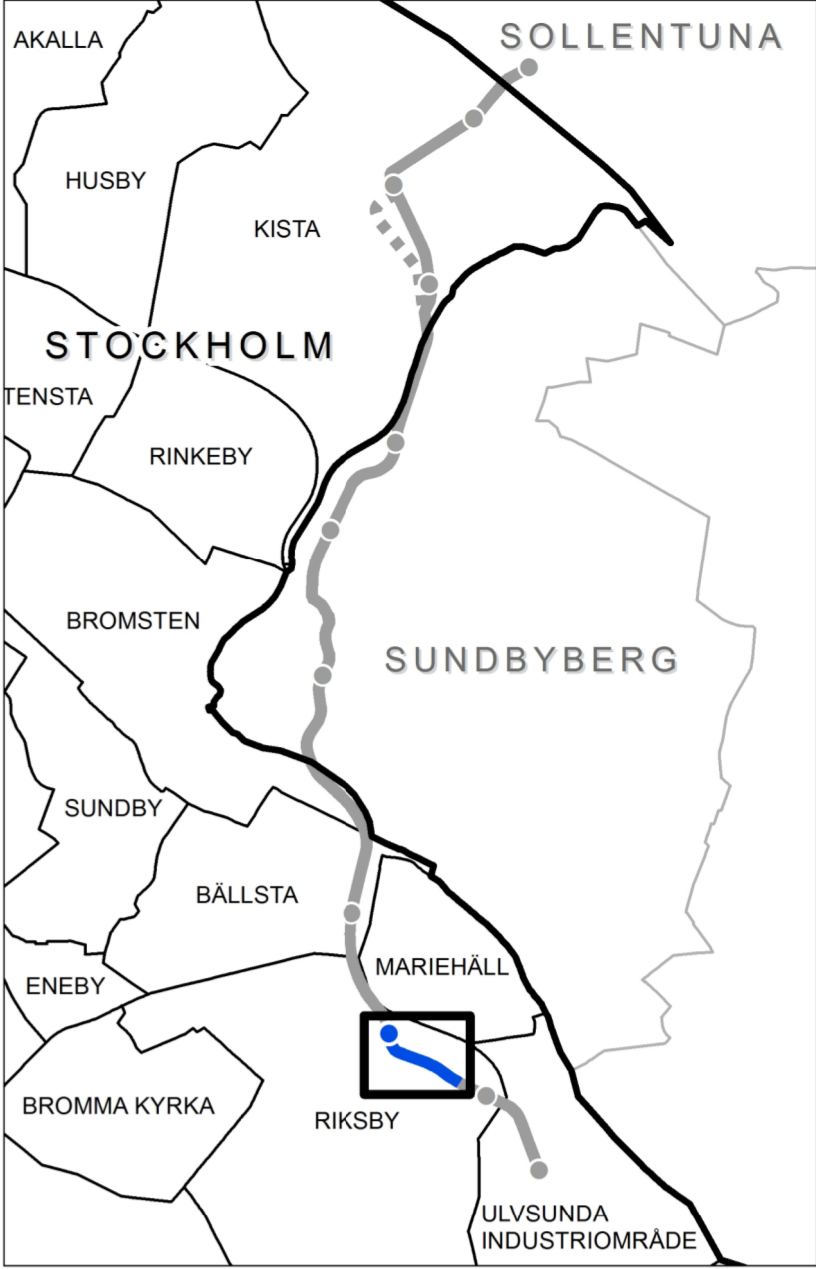 AKALLA
SOLLENTUNA
HUSBY
KISTA
STOCKHOLM
TENSTA
RINKEBY
BROMSTEN
SUNDBYBERG
SUNDBY
BÄLLSTA
MARIEHÄLL
ENEBY
BROMMA KYRKA
RIKSBY
ULVSUNDA
INDUSTRIOMRÅDE